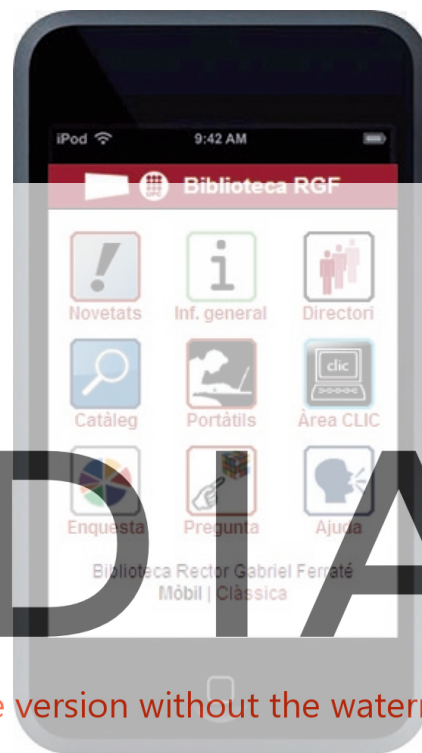 iPod 9:42 AM
Biblioteca RGF
Novetats Inf. general Directori
clic
Catàleg Portàtils Àrea CLIC
Enquesta Pregunta Ajuda
DIA
Biblioteca Rector Gabriel Ferraté
Mòbil | Clàssica
version without the